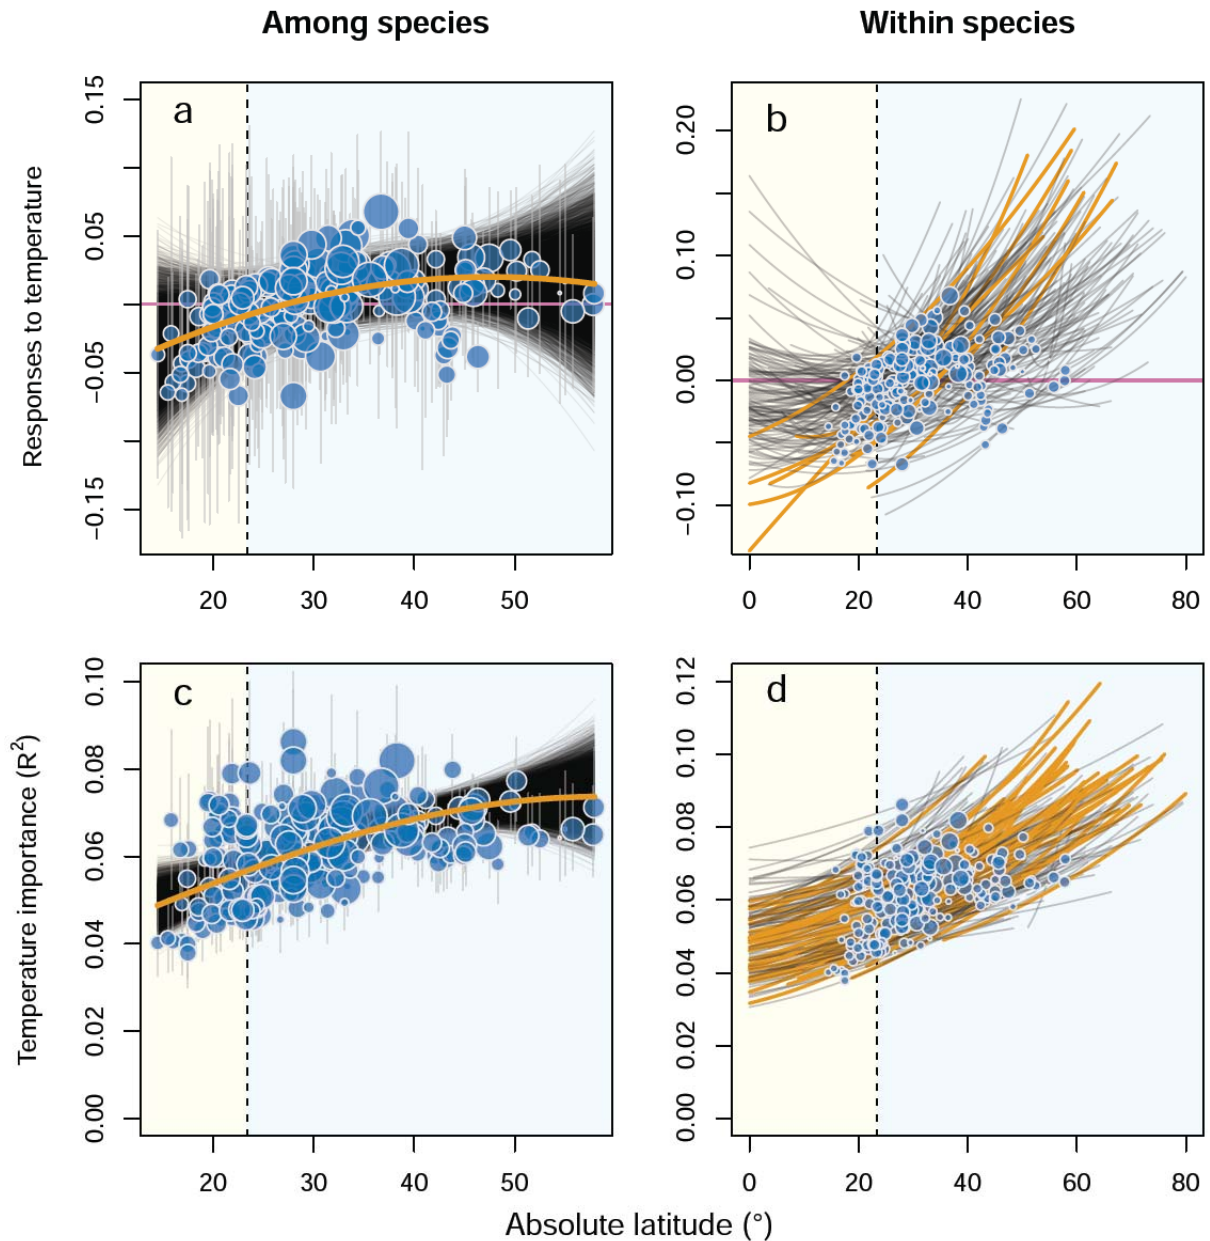 Among species
Within species
a
0.15
0.05
−0.05
−0.15
Responses to temperature
20 30 40 50
b
0.20
0.10
0.00
−0.10
0 20 40 60 80
c
0.10
0.08
0.06
0.04
0.02
0.00
Temperature importance (R²)
20 30 40 50
d
0.12
0.10
0.08
0.06
0.04
0.02
0.00
0 20 40 60 80
Absolute latitude (°)